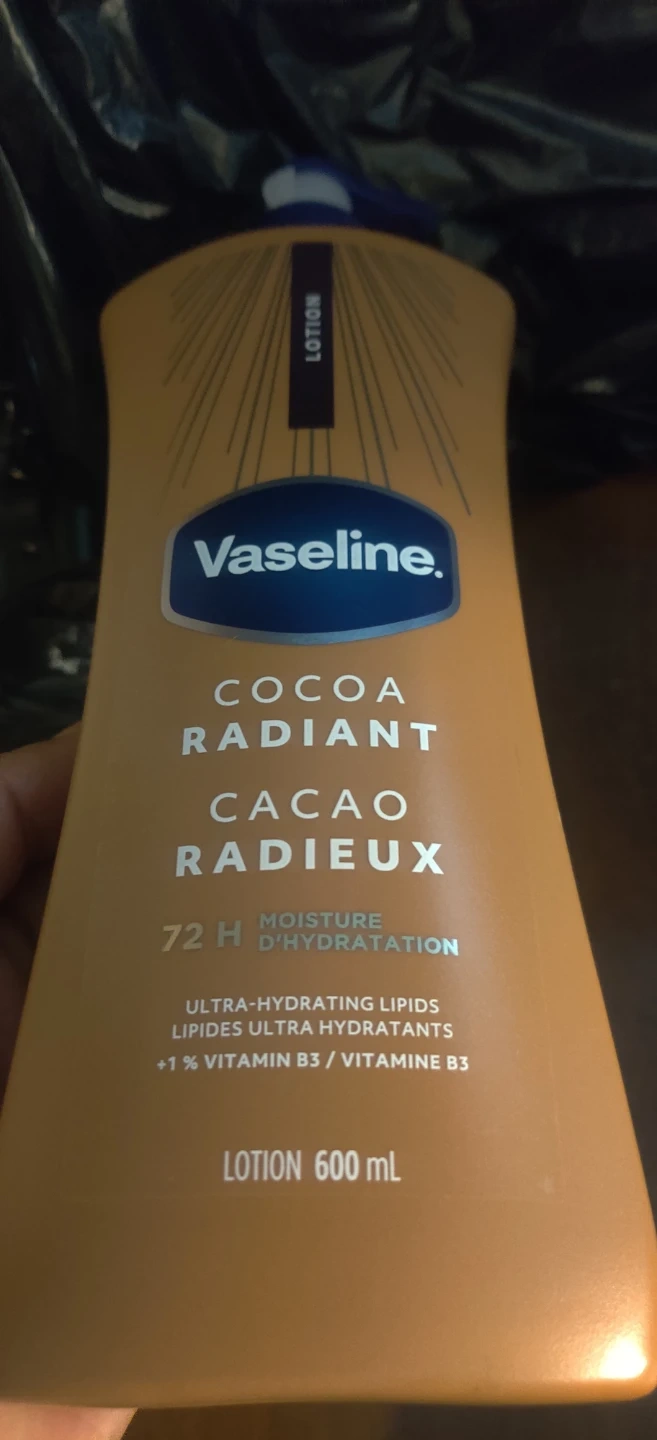 LOTION
Vaseline.
COCOA
RADIANT
CACAO
RADIEUX
72 H MOISTURE
D'HYDRATATION
ULTRA-HYDRATING LIPIDS
LIPIDES ULTRA HYDRATANTS
+1 % VITAMIN B3 / VITAMINE B3
LOTION 600 mL